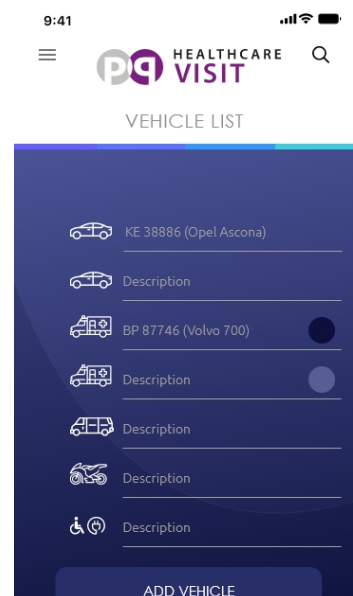 9:41
pq HEALTHCARE
VISIT
VEHICLE LIST
KE 38886 (Opel Ascona)
Description
BP 87746 (Volvo 700)
Description
Description
Description
Description
ADD VEHICLE